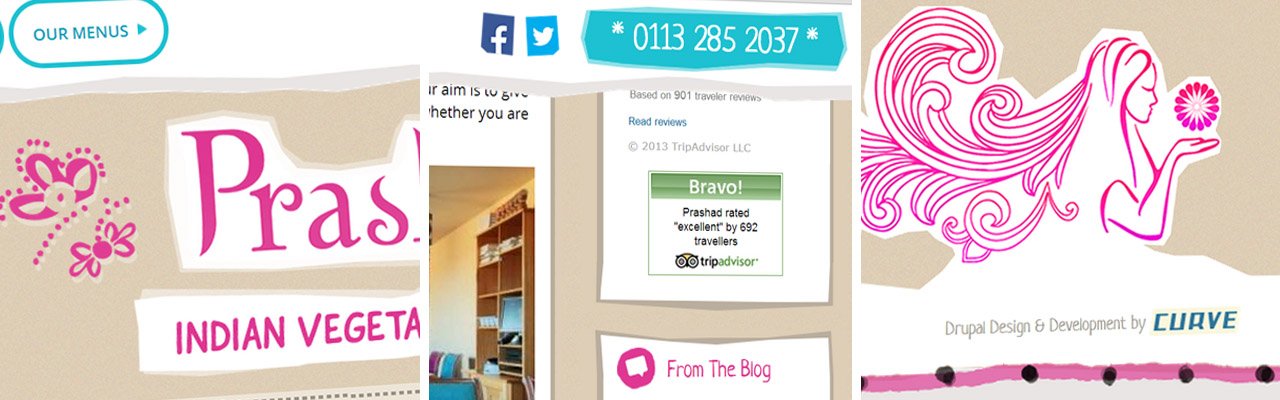 OUR MENUS
Pras
INDIAN VEGETA
* 0113 285 2037 *
ur aim is to give
whether you are
Based on 901 traveler reviews
Read reviews
© 2013 TripAdvisor LLC
Bravo!
Prashad rated
"excellent" by 692
travellers
tripadvisor
From The Blog
Drupal Design & Development by CURVE